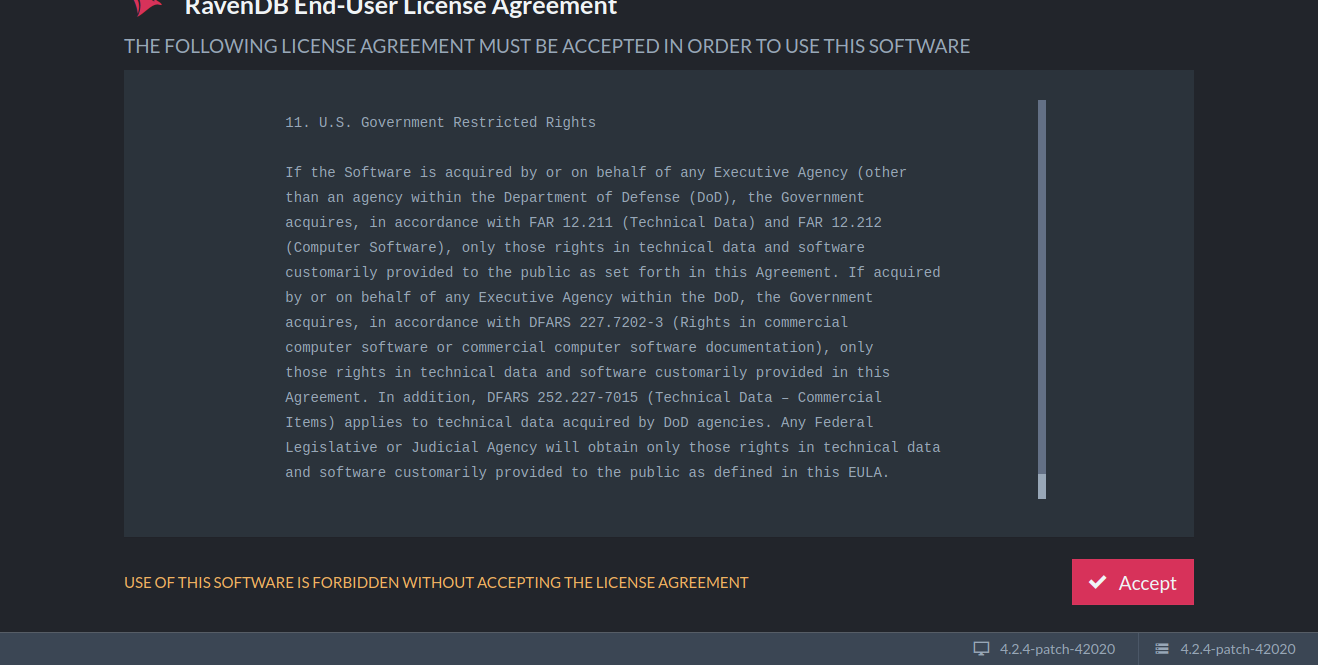 RavenDB End-User License Agreement
THE FOLLOWING LICENSE AGREEMENT MUST BE ACCEPTED IN ORDER TO USE THIS SOFTWARE
11. U.S. Government Restricted Rights
If the Software is acquired by or on behalf of any Executive Agency (other
than an agency within the Department of Defense (DoD), the Government
acquires, in accordance with FAR 12.211 (Technical Data) and FAR 12.212
(Computer Software), only those rights in technical data and software
customarily provided to the public as set forth in this Agreement. If acquired
by or on behalf of any Executive Agency within the DoD, the Government
acquires, in accordance with DFARS 227.7202-3 (Rights in commercial
computer software or commercial computer software documentation), only
those rights in technical data and software customarily provided in this
Agreement. In addition, DFARS 252.227-7015 (Technical Data – Commercial
Items) applies to technical data acquired by DoD agencies. Any Federal
Legislative or Judicial Agency will obtain only those rights in technical data
and software customarily provided to the public as defined in this EULA.
USE OF THIS SOFTWARE IS FORBIDDEN WITHOUT ACCEPTING THE LICENSE AGREEMENT
Accept
4.2.4-patch-42020
4.2.4-patch-42020